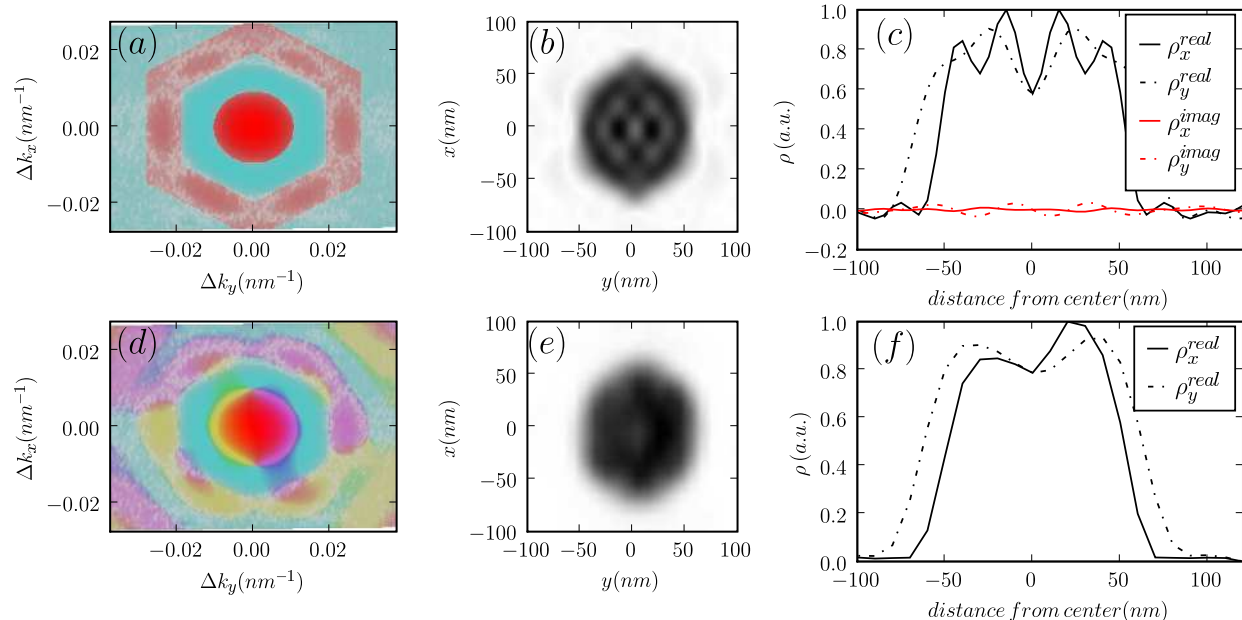 (a)
0.02
0.00
−0.02
Δk_x(nm⁻¹)
−0.02 0.00 0.02
Δk_y(nm⁻¹)
(b)
100
50
0
−50
−100
x(nm)
−100 −50 0 50 100
y(nm)
(c)
1.0
0.8
0.6
0.4
0.2
0.0
−0.2
ρ (a.u.)
ρ_x^real
ρ_y^real
ρ_x^imag
ρ_y^imag
−100 −50 0 50 100
distance from center(nm)
(d)
0.02
0.00
−0.02
Δk_x(nm⁻¹)
−0.02 0.00 0.02
Δk_y(nm⁻¹)
(e)
100
50
0
−50
−100
x(nm)
−100 −50 0 50 100
y(nm)
(f)
1.0
0.8
0.6
0.4
0.2
0.0
ρ (a.u.)
ρ_x^real
ρ_y^real
−100 −50 0 50 100
distance from center(nm)